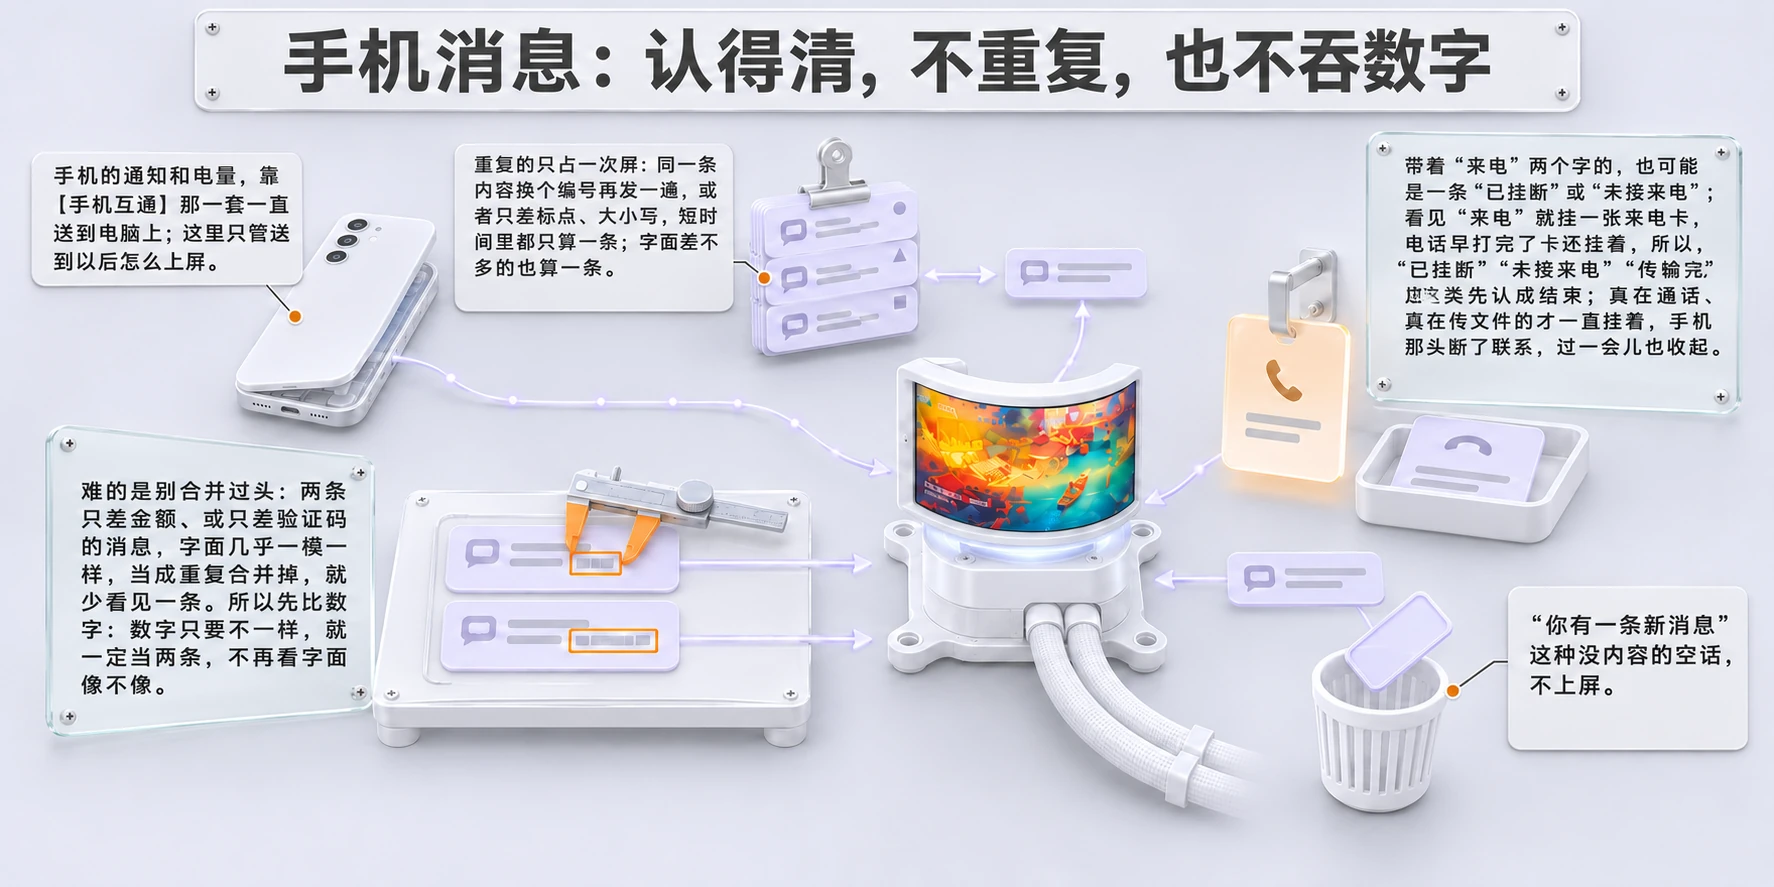 手机消息：认得清，不重复，也不吞数字
手机的通知和电量，靠
【手机互通】那一套一直
送到电脑上；这里只管送
到以后怎么上屏。
重复的只占一次屏：同一条
内容换个编号再发一遍，或
者只差标点、大小写，短时
间里都只算一条；字面差不
多的也算一条。
带着“来电”两个字的，也可能
是一条“已挂断”或“未接来电”；
看见“来电”就挂一张来电卡，
电话早打完了卡还挂着，所以，
“已挂断”“未接来电”“传输完”
类先认成结束；真在通话、
真在传文件的才一直挂着，手机
那头断了联系，过一会儿也收起。
难的是别合并过头：两条
只差金额、或只差验证码
的消息，字面几乎一模一
样，当成重复合并掉，就
少看见一条。所以先比数
字：数字只要不一样，就
一定当两条，不再看字面
像不像。
“你有一条新消息”
这种没内容的空话，
不上屏。